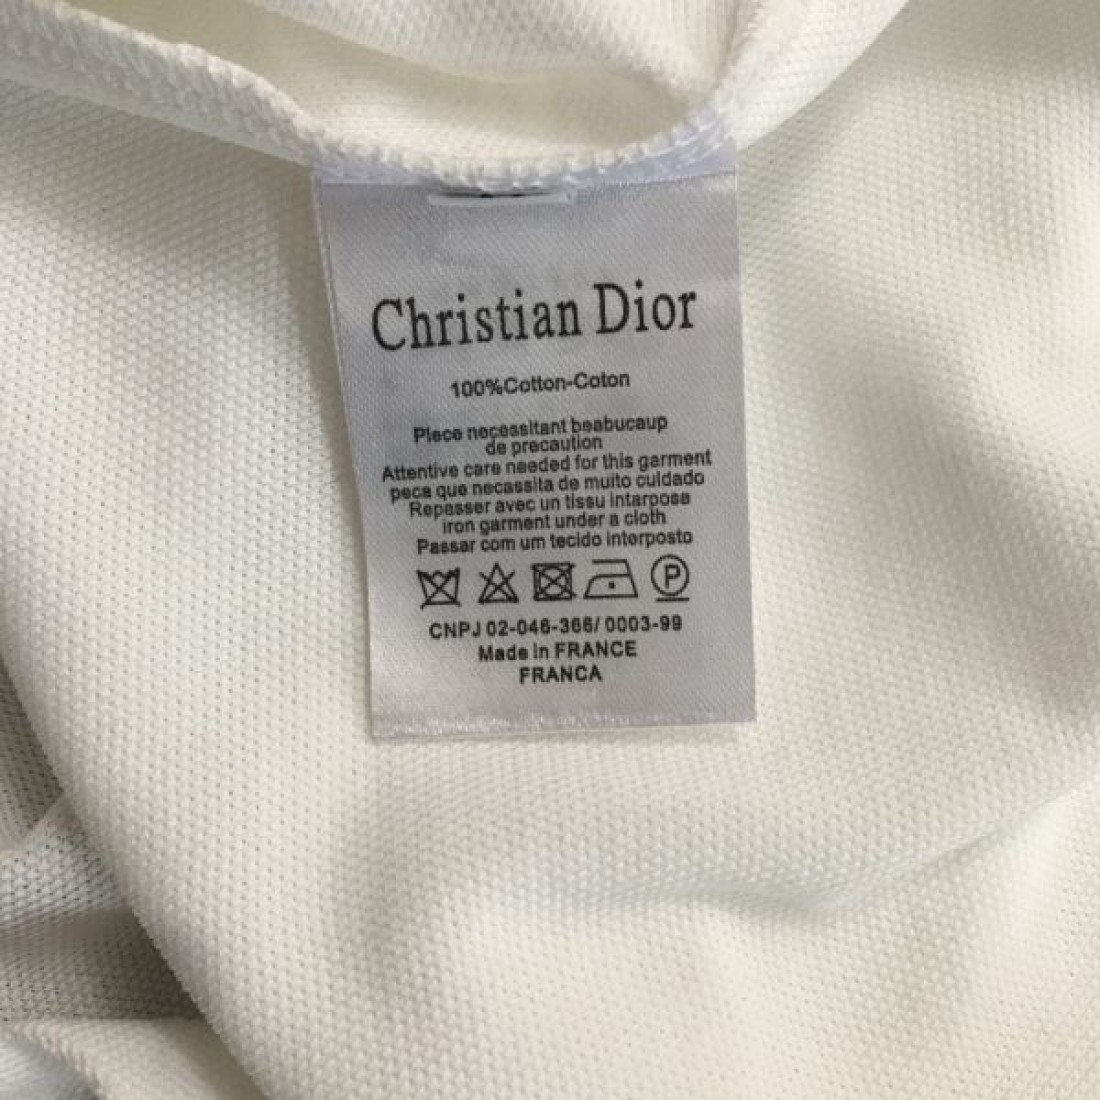 Christian Dior
100%Cotton-Coton
Plece necessitant beabucaup
de precaution
Attentive care needed for this garment
peca que necassita de muito cuidado
Repasser avec un tissu intarpose
iron garment under a cloth
Passar com um tecido interposto
P
CNPJ 02-046-366/ 0003-99
Made in FRANCE
FRANCA